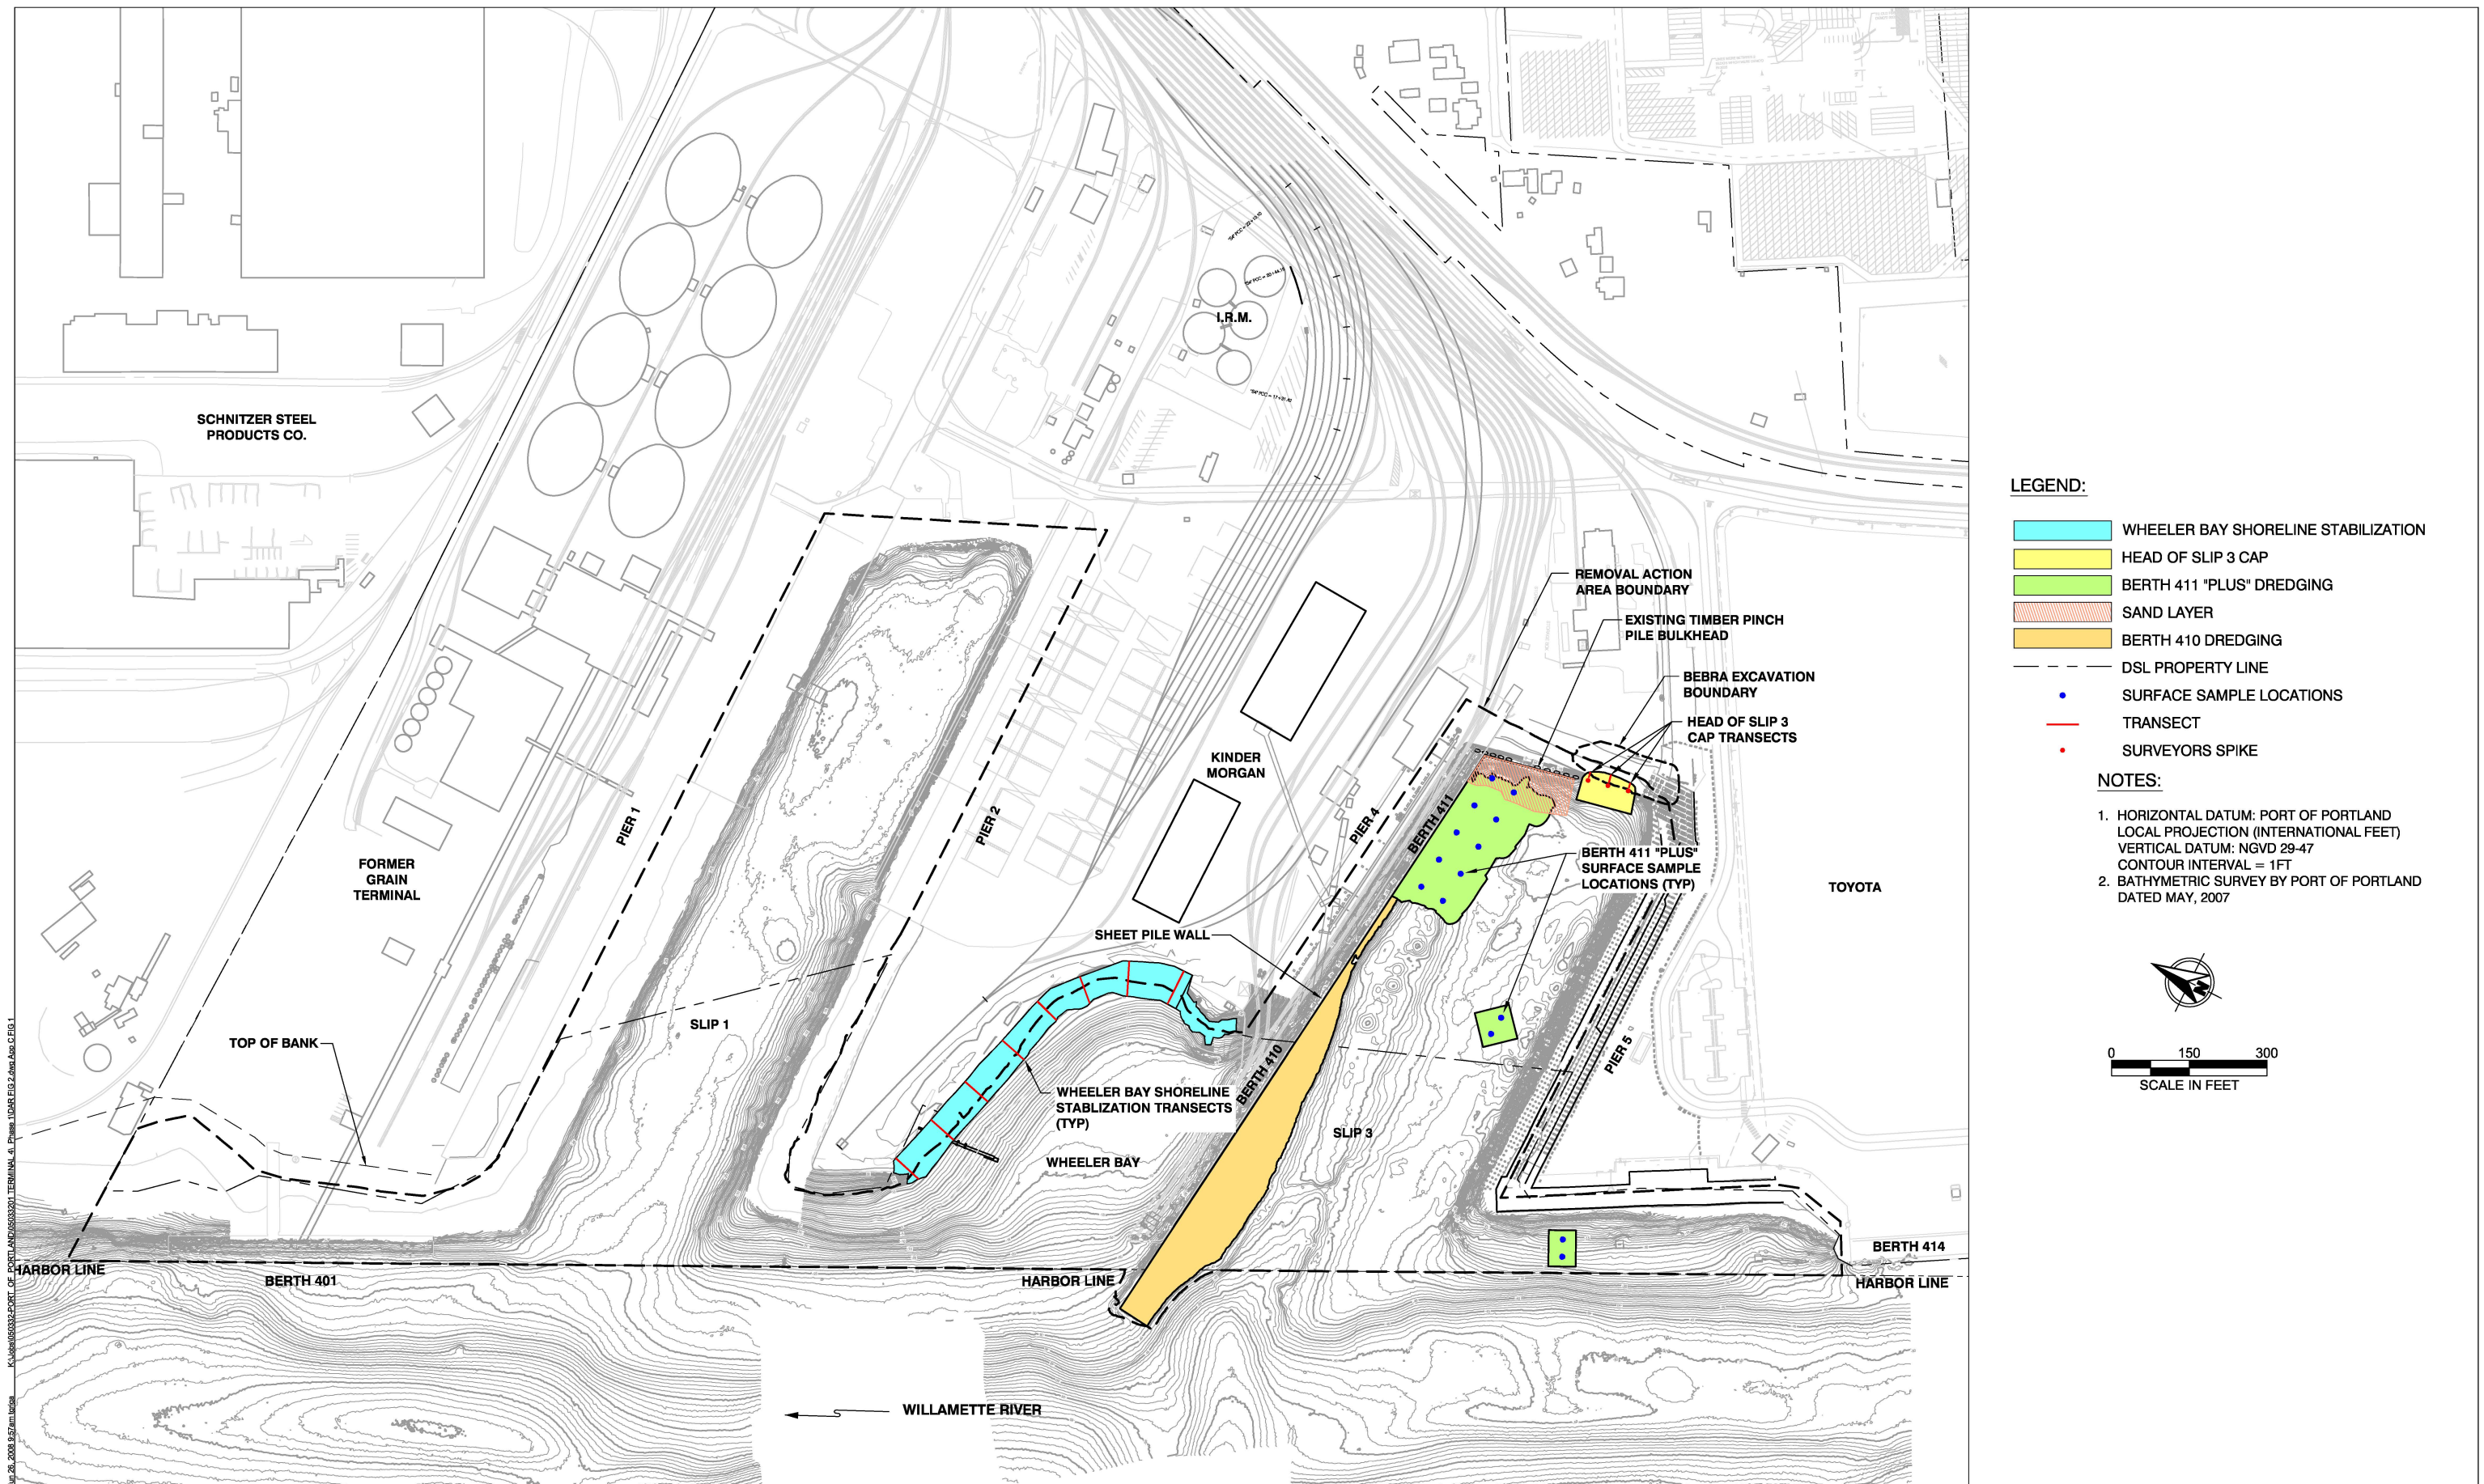 SCHNITZER STEEL
PRODUCTS CO.
I.R.M.
REMOVAL ACTION
AREA BOUNDARY
EXISTING TIMBER PINCH
PILE BULKHEAD
BEBRA EXCAVATION
BOUNDARY
HEAD OF SLIP 3
CAP TRANSECTS
KINDER
MORGAN
PIER 1
PIER 2
PIER 4
BERTH 411
FORMER
GRAIN
TERMINAL
BERTH 411 "PLUS"
SURFACE SAMPLE
LOCATIONS (TYP)
TOYOTA
SHEET PILE WALL
SLIP 1
TOP OF BANK
PIER 5
BERTH 410
WHEELER BAY SHORELINE
STABLIZATION TRANSECTS
(TYP)
SLIP 3
WHEELER BAY
HARBOR LINE
BERTH 401
HARBOR LINE
BERTH 414
HARBOR LINE
WILLAMETTE RIVER
LEGEND:
WHEELER BAY SHORELINE STABILIZATION
HEAD OF SLIP 3 CAP
BERTH 411 "PLUS" DREDGING
SAND LAYER
BERTH 410 DREDGING
DSL PROPERTY LINE
SURFACE SAMPLE LOCATIONS
TRANSECT
SURVEYORS SPIKE
NOTES:
1. HORIZONTAL DATUM: PORT OF PORTLAND
LOCAL PROJECTION (INTERNATIONAL FEET)
VERTICAL DATUM: NGVD 29-47
CONTOUR INTERVAL = 1FT
2. BATHYMETRIC SURVEY BY PORT OF PORTLAND
DATED MAY, 2007
N
0 150 300
SCALE IN FEET